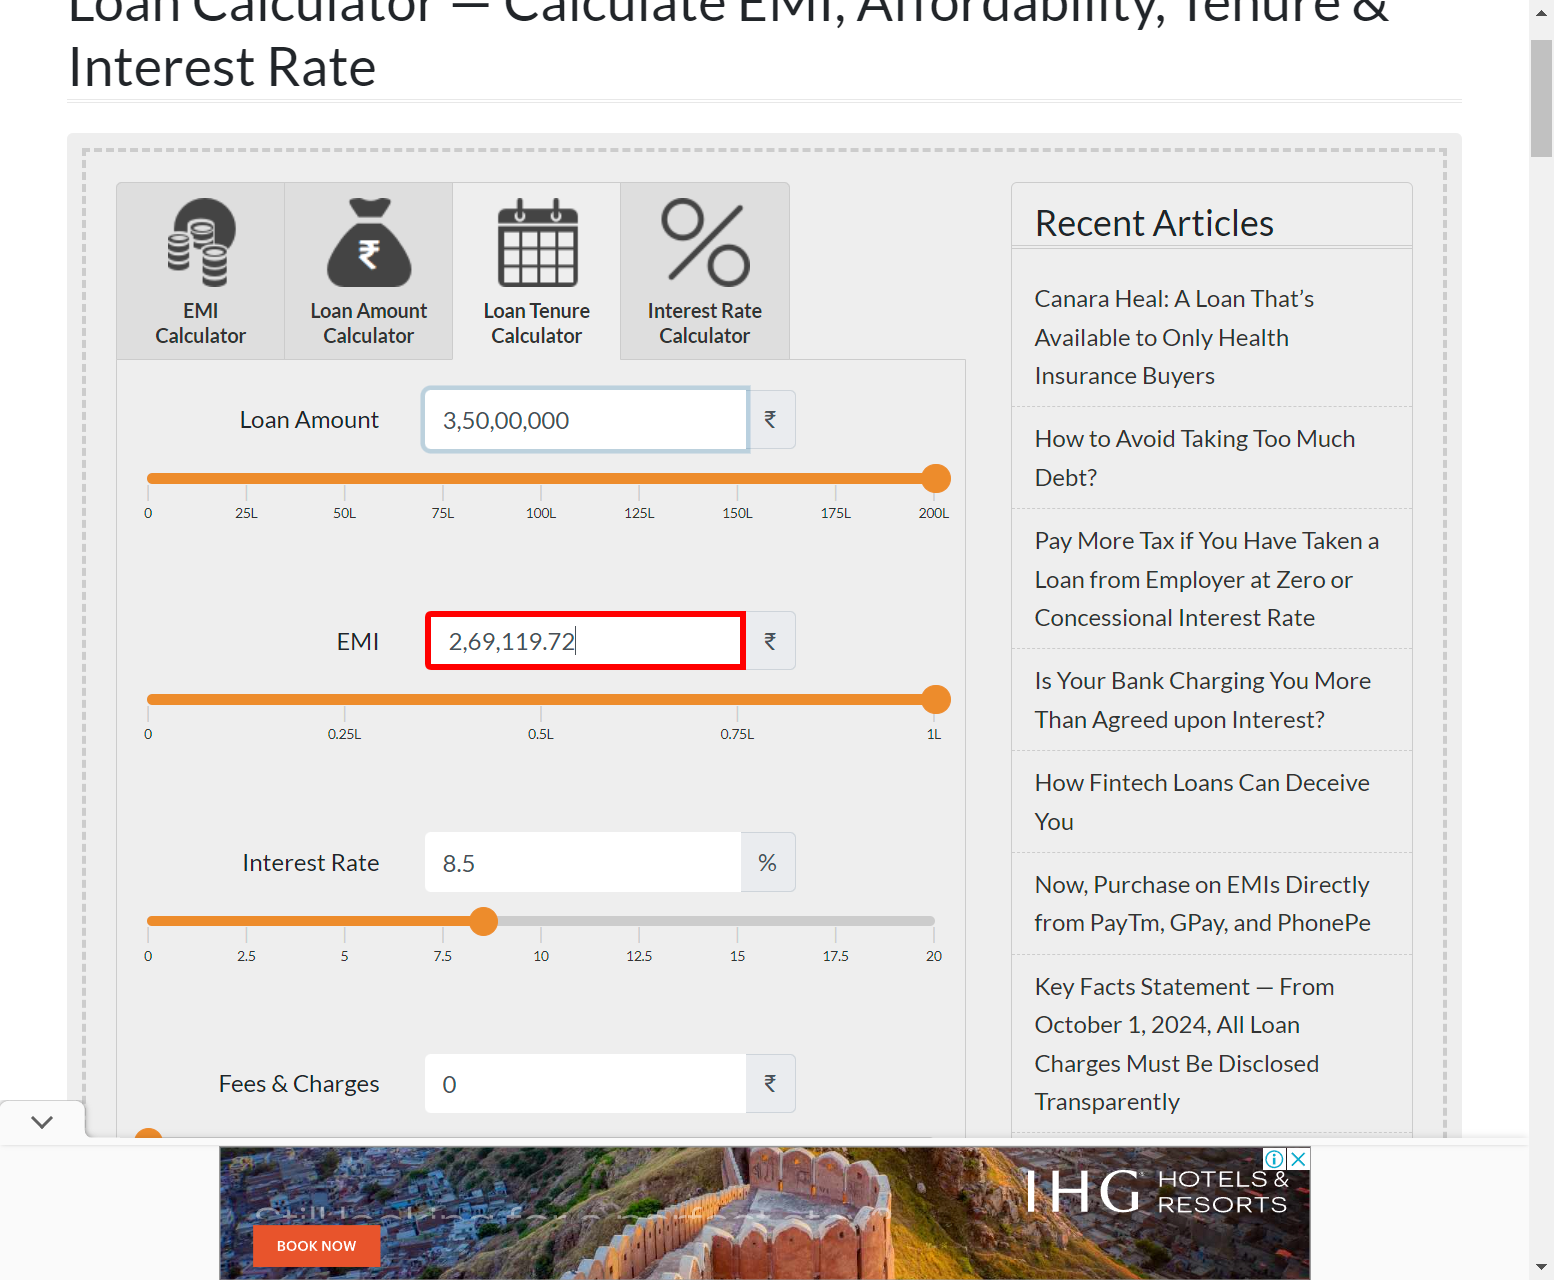 Loan Calculator — Calculate EMI, Affordability, Tenure &
Interest Rate
EMI
Calculator
Loan Amount
Calculator
Loan Tenure
Calculator
Interest Rate
Calculator
Loan Amount
3,50,00,000
₹
0 25L 50L 75L 100L 125L 150L 175L 200L
EMI
2,69,119.72
₹
0 0.25L 0.5L 0.75L 1L
Interest Rate
8.5
%
0 2.5 5 7.5 10 12.5 15 17.5 20
Fees & Charges
0
₹
Recent Articles
Canara Heal: A Loan That’s
Available to Only Health
Insurance Buyers
How to Avoid Taking Too Much
Debt?
Pay More Tax if You Have Taken a
Loan from Employer at Zero or
Concessional Interest Rate
Is Your Bank Charging You More
Than Agreed upon Interest?
How Fintech Loans Can Deceive
You
Now, Purchase on EMIs Directly
from PayTm, GPay, and PhonePe
Key Facts Statement — From
October 1, 2024, All Loan
Charges Must Be Disclosed
Transparently
IHG HOTELS &
RESORTS
BOOK NOW